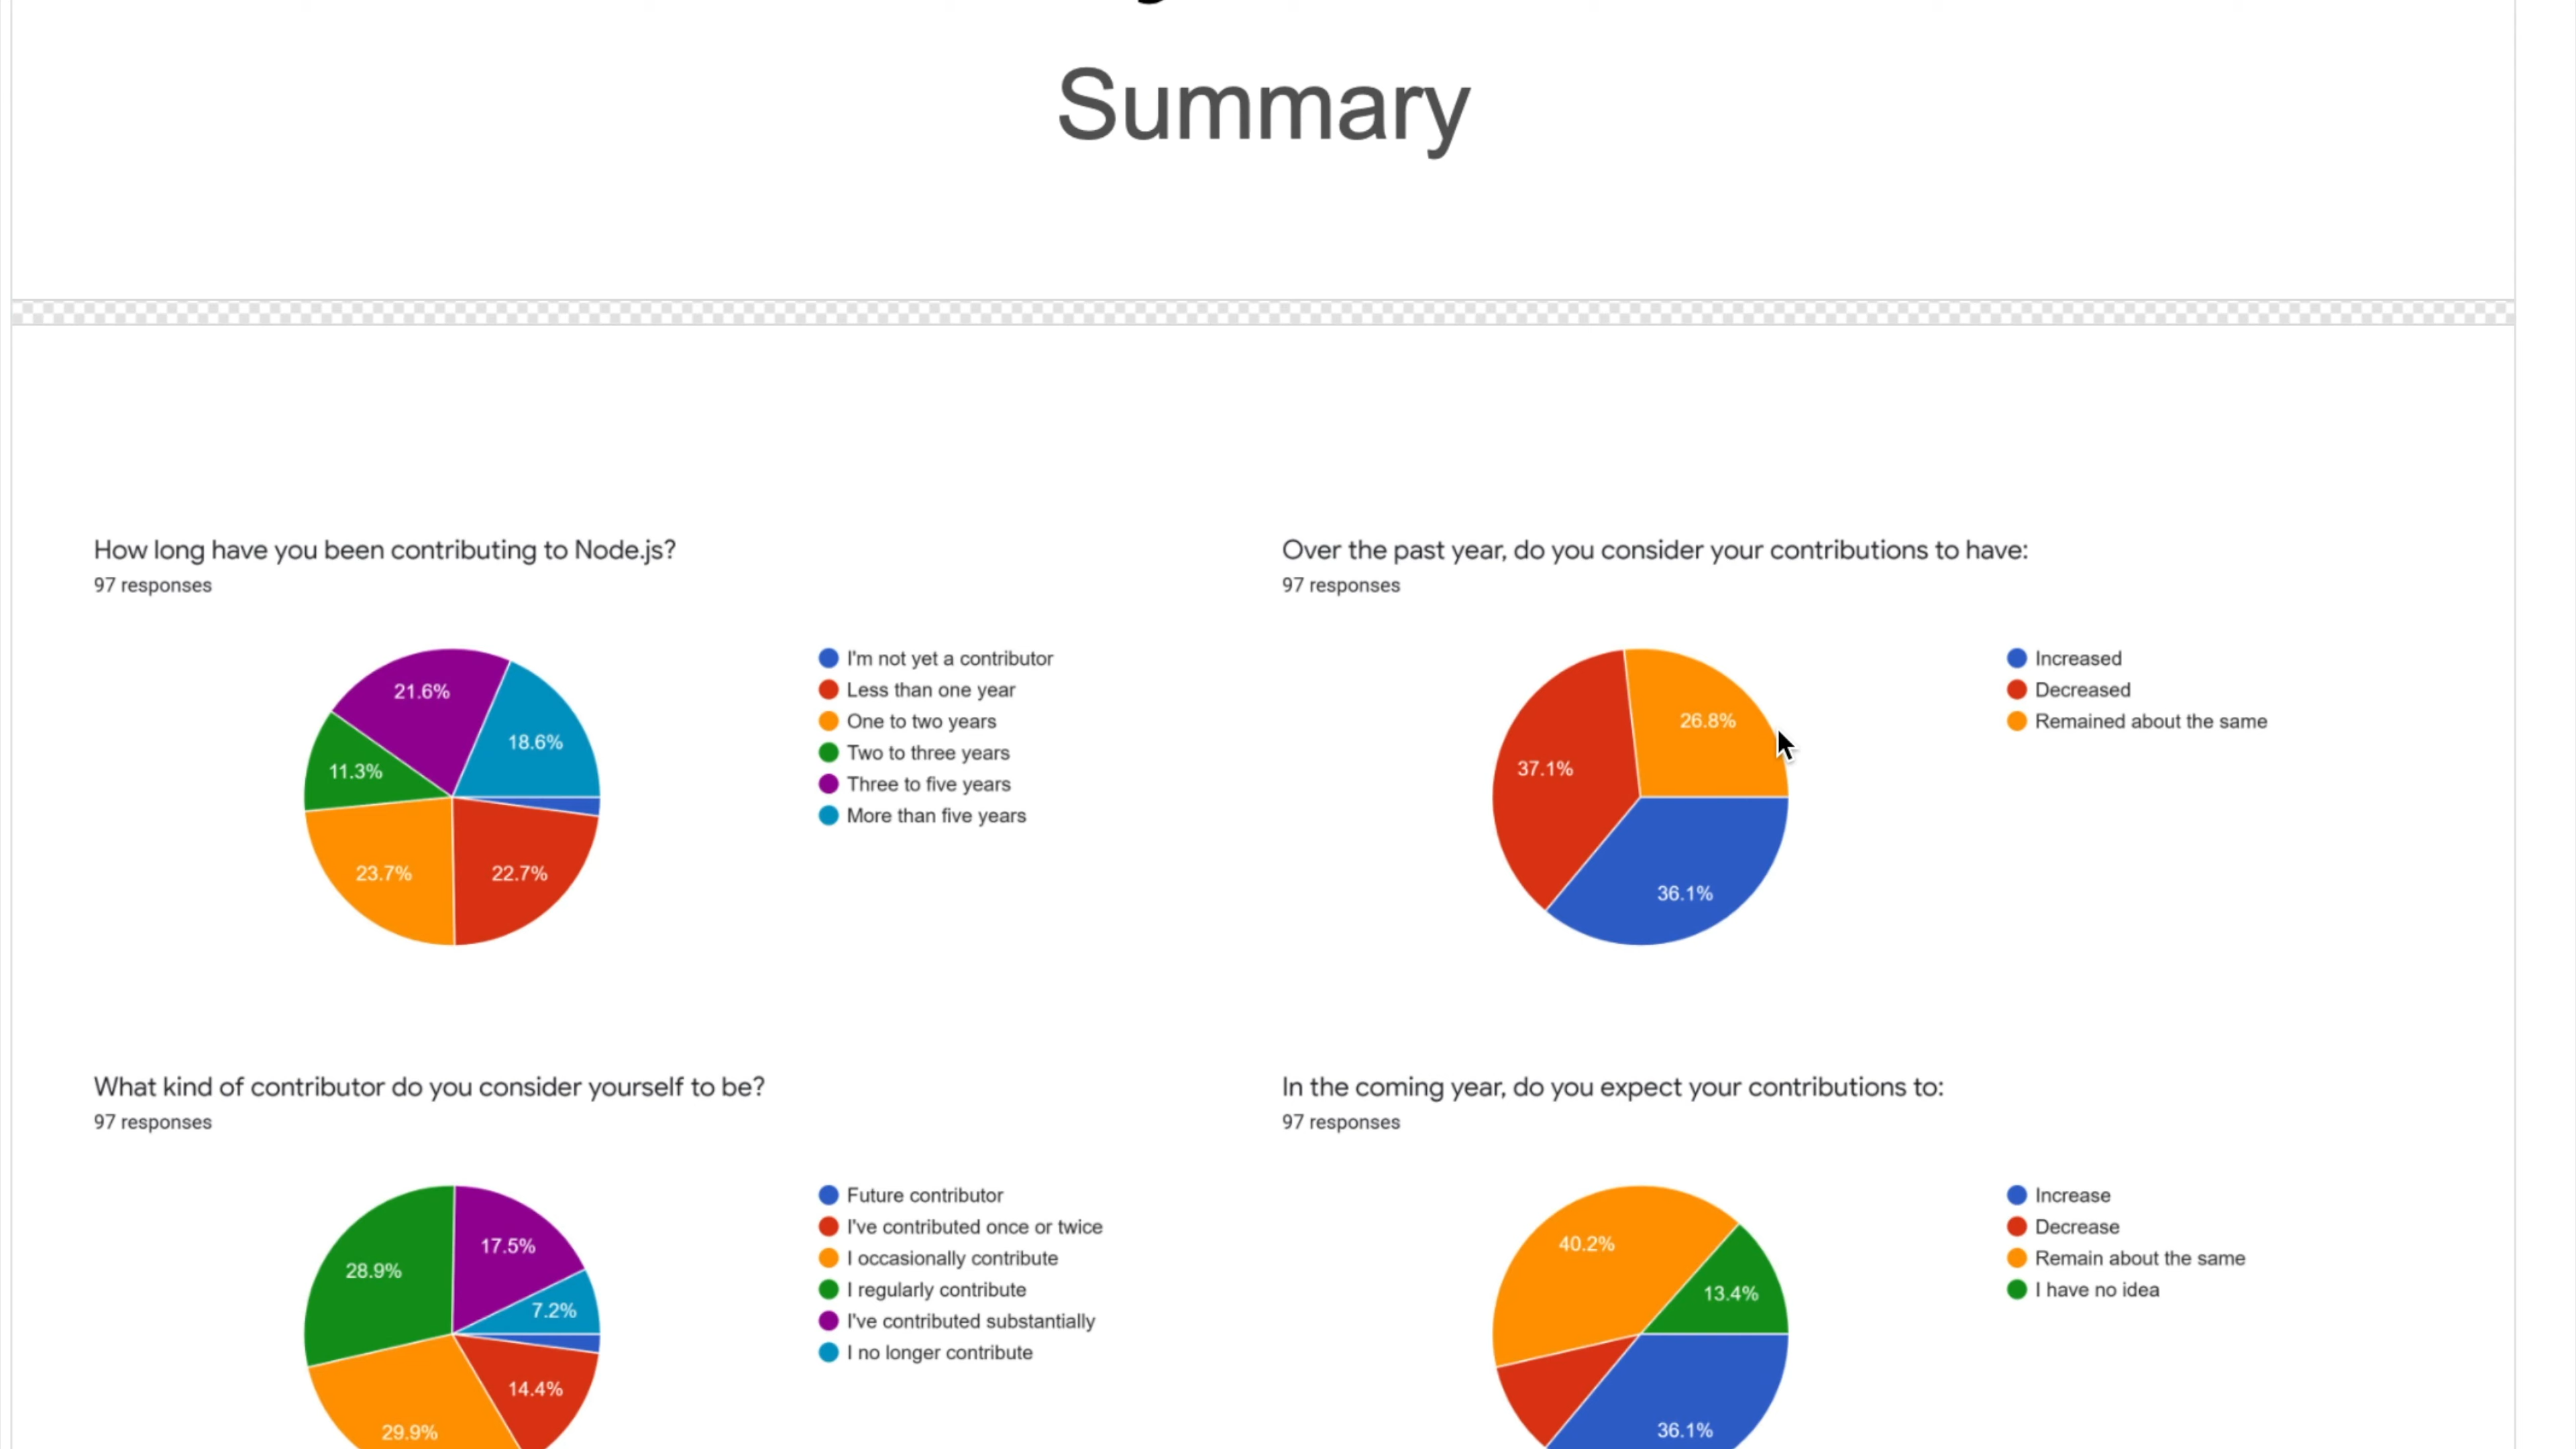 Summary
How long have you been contributing to Node.js?
97 responses
21.6%
18.6%
11.3%
23.7%
22.7%
I'm not yet a contributor
Less than one year
One to two years
Two to three years
Three to five years
More than five years
Over the past year, do you consider your contributions to have:
97 responses
26.8%
37.1%
36.1%
Increased
Decreased
Remained about the same
What kind of contributor do you consider yourself to be?
97 responses
17.5%
28.9%
7.2%
14.4%
29.9%
Future contributor
I've contributed once or twice
I occasionally contribute
I regularly contribute
I've contributed substantially
I no longer contribute
In the coming year, do you expect your contributions to:
97 responses
40.2%
13.4%
36.1%
Increase
Decrease
Remain about the same
I have no idea